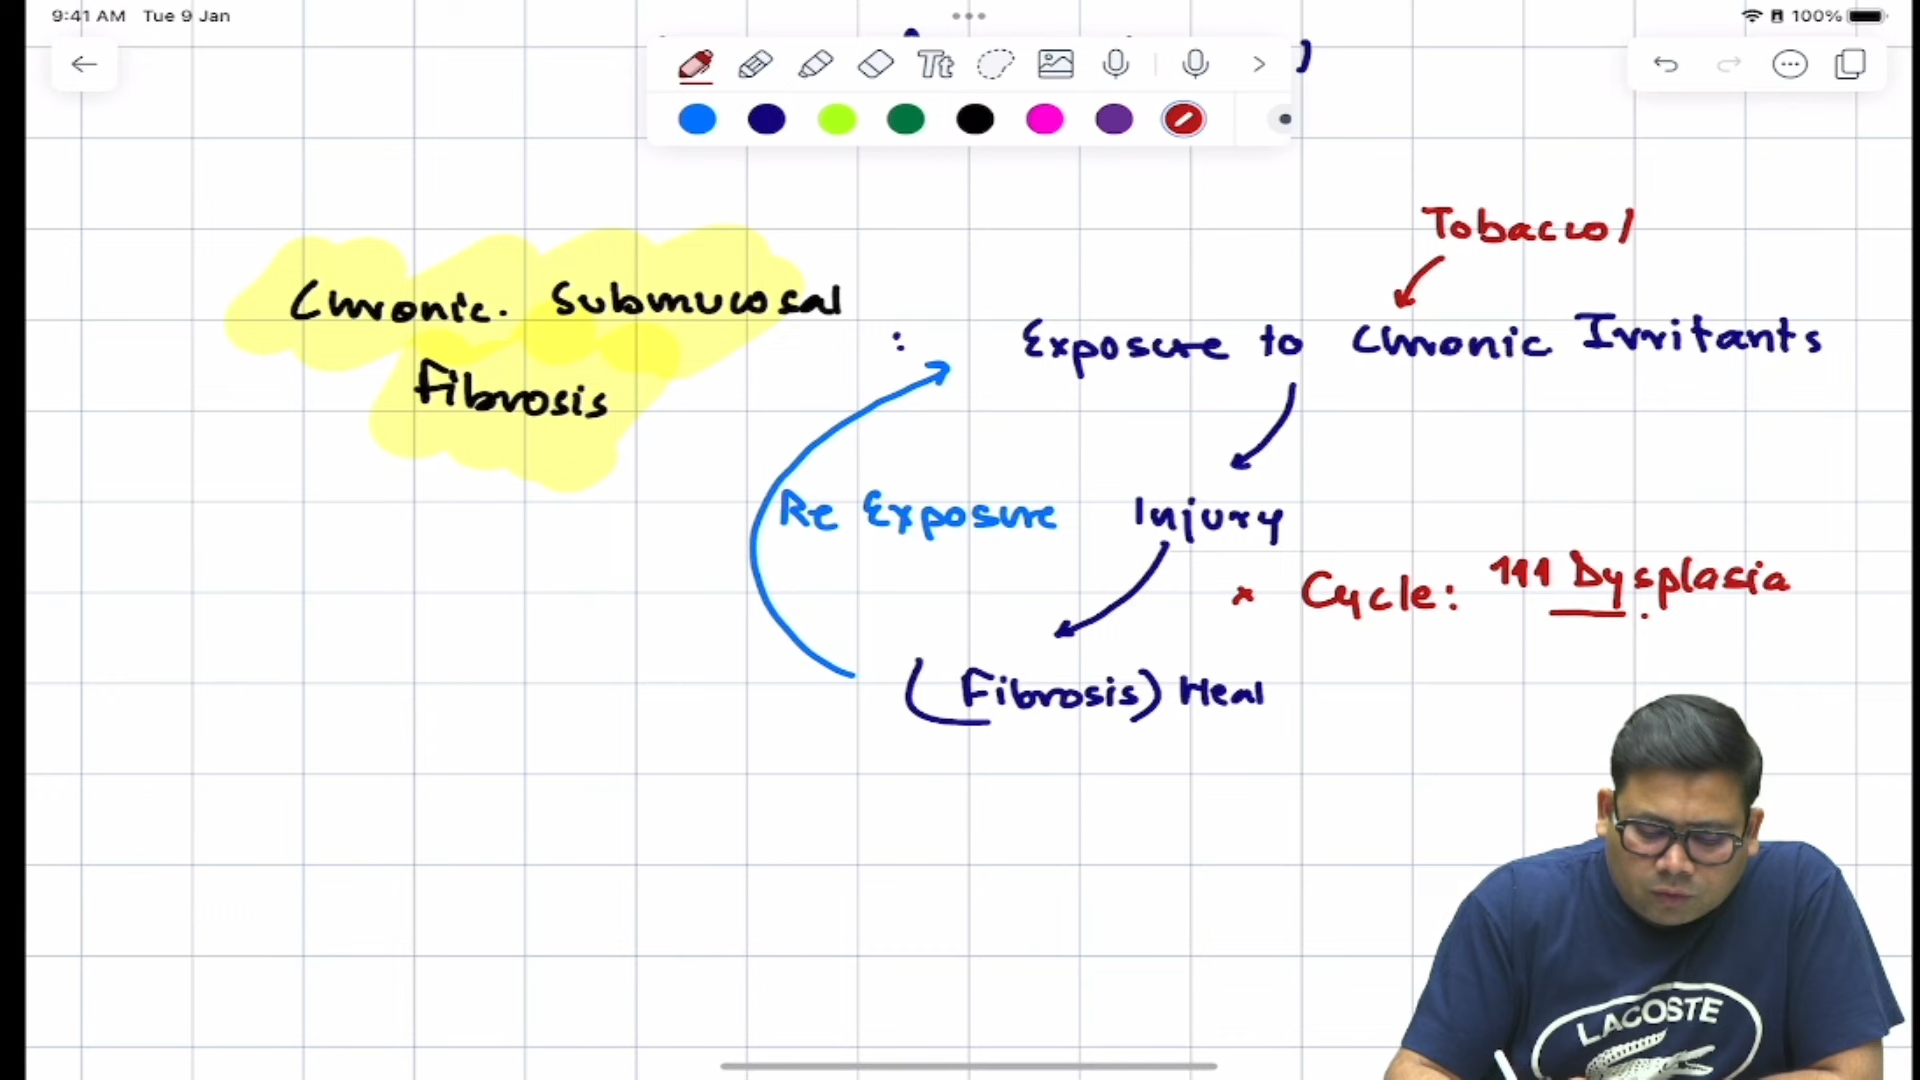 9:41 AM Tue 9 Jan
100%
Tt
Tobacco/
Chronic. Submucosal
Fibrosis
: Exposure to Chronic Irritants
Re Exposure
Injury
* Cycle: ↑↑↑ Dysplasia
(Fibrosis) Heal
LACOSTE